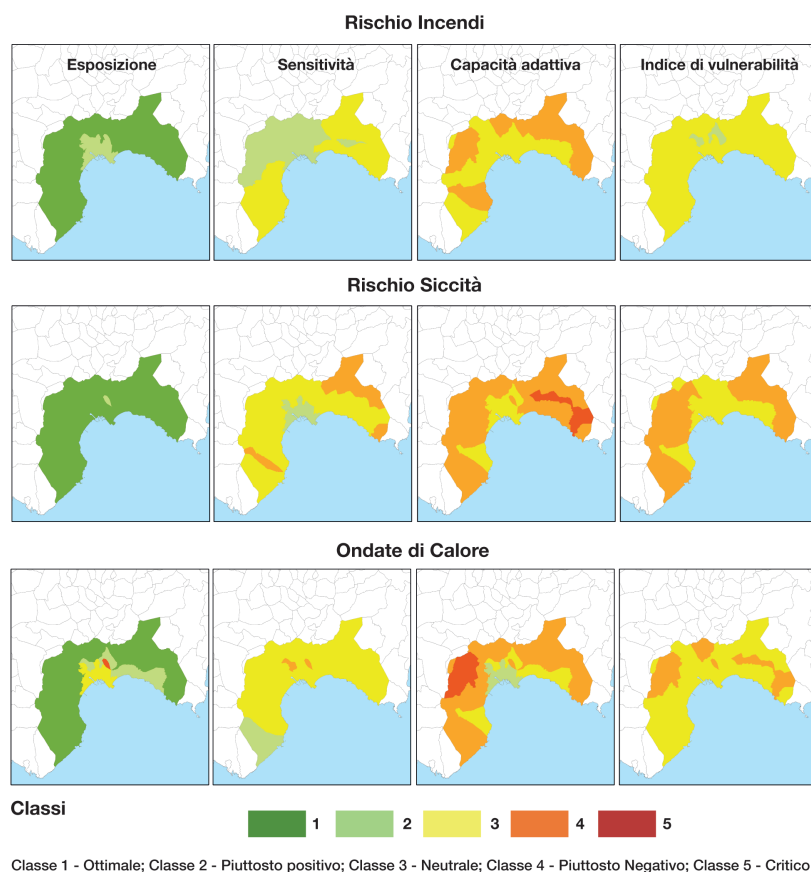 Rischio Incendi
Esposizione
Sensitività
Capacità adattiva
Indice di vulnerabilità
Rischio Siccità
Ondate di Calore
Classi
1
2
3
4
5
Classe 1 - Ottimale; Classe 2 - Piuttosto positivo; Classe 3 - Neutrale; Classe 4 - Piuttosto Negativo; Classe 5 - Critico